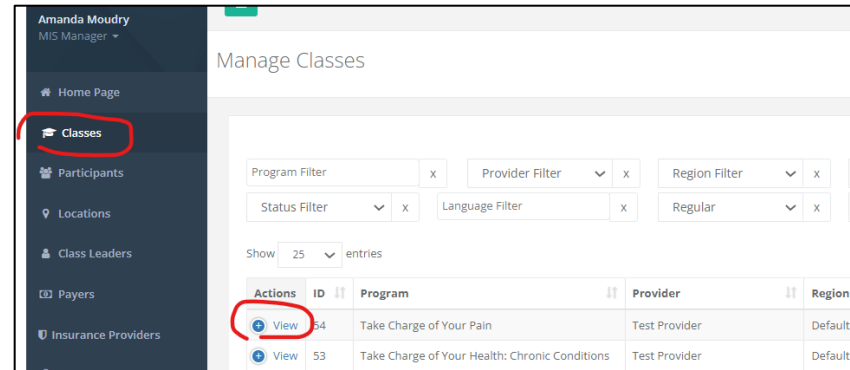 Amanda Moudry
MIS Manager
Manage Classes
Home Page
Classes
Participants
Locations
Class Leaders
Payers
Insurance Providers
Program Filter x Provider Filter x Region Filter x
Status Filter x Language Filter x Regular x
Show 25 entries
Actions ID Program Provider Region
View 54 Take Charge of Your Pain Test Provider Default
View 53 Take Charge of Your Health: Chronic Conditions Test Provider Default